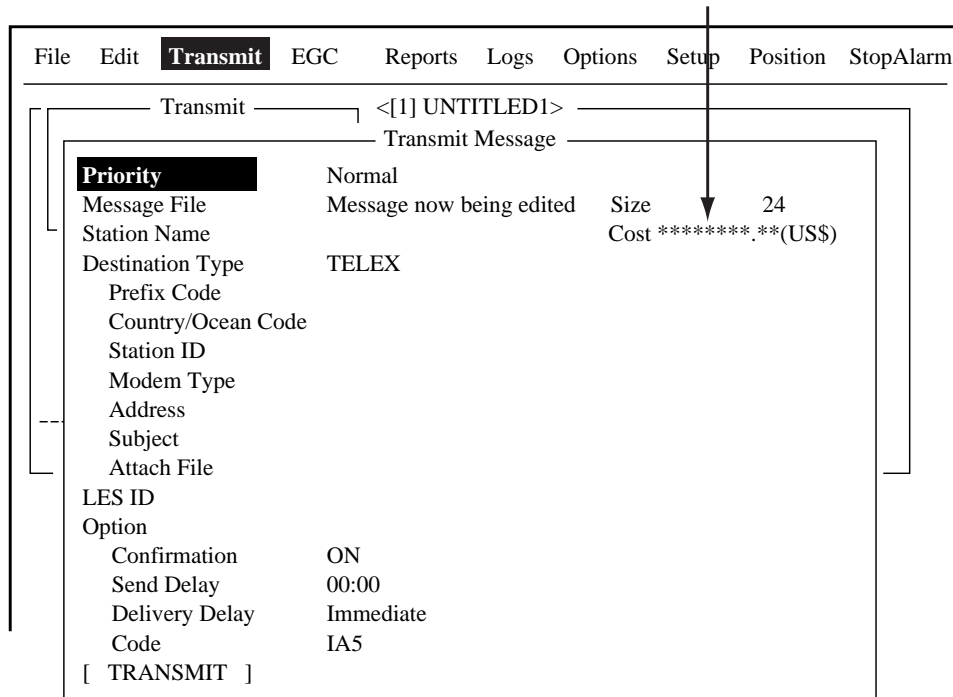 File Edit Transmit EGC Reports Logs Options Setup Position StopAlarm
Transmit <[1] UNTITLED1>
Transmit Message
Priority Normal
Message File Message now being edited Size 24
Station Name Cost ********.**(US$)
Destination Type TELEX
Prefix Code
Country/Ocean Code
Station ID
Modem Type
Address
Subject
Attach File
LES ID
Option
Confirmation ON
Send Delay 00:00
Delivery Delay Immediate
Code IA5
[ TRANSMIT ]